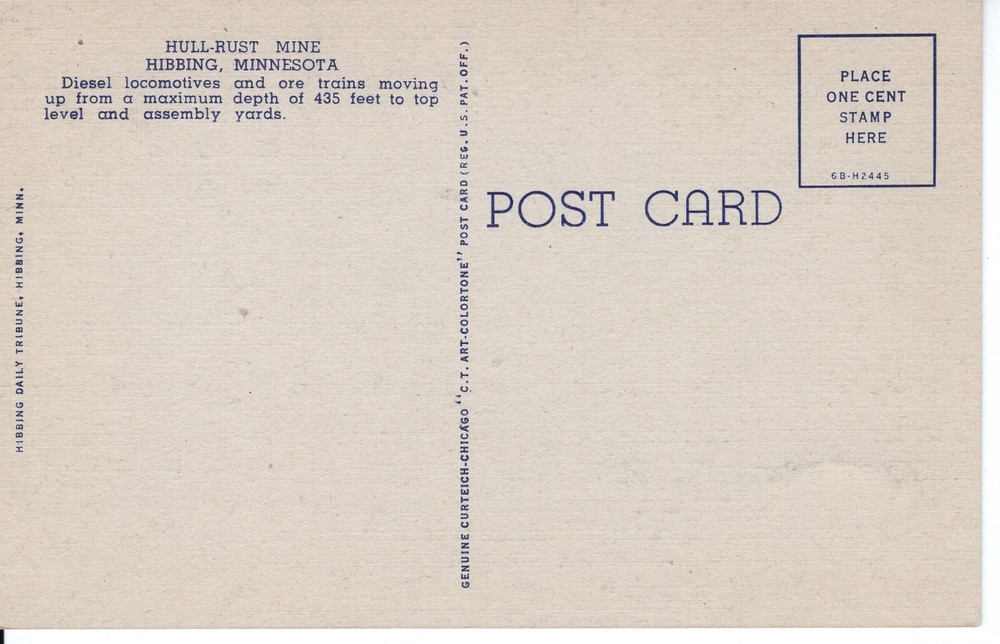 HULL-RUST MINE
HIBBING, MINNESOTA
Diesel locomotives and ore trains moving
up from a maximum depth of 435 feet to top
level and assembly yards.
HIBBING DAILY TRIBUNE, HIBBING, MINN.
GENUINE CURTEICH-CHICAGO "C.T. ART-COLORTONE" POST CARD (REG. U.S. PAT. OFF.)
POST CARD
PLACE
ONE CENT
STAMP
HERE
6B-H2445